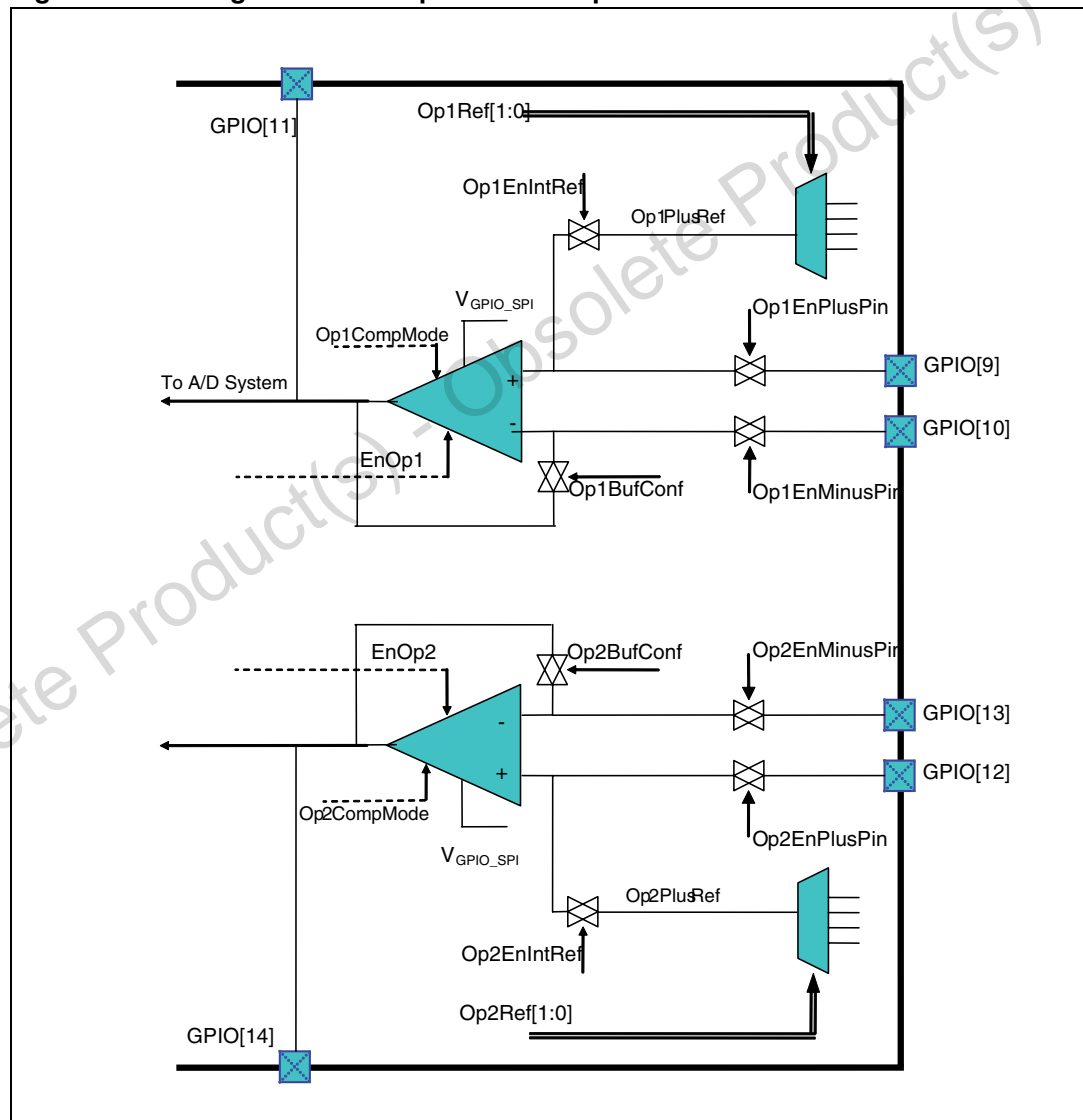 Op1Ref[1:0]
GPIO[11]
Op1EnIntRef
Op1PlusRef
VGPIO_SPI
Op1EnPlusPin
Op1CompMode
To A/D System
+
GPIO[9]
-
GPIO[10]
EnOp1
Op1BufConf
Op1EnMinusPin
EnOp2
Op2BufConf
Op2EnMinusPin
-
GPIO[13]
+
GPIO[12]
Op2CompMode
Op2EnPlusPin
VGPIO_SPI
Op2PlusRef
Op2EnIntRef
Op2Ref[1:0]
GPIO[14]
Obsolete Product(s)
ete Product(s) - Obsolete Product(s)